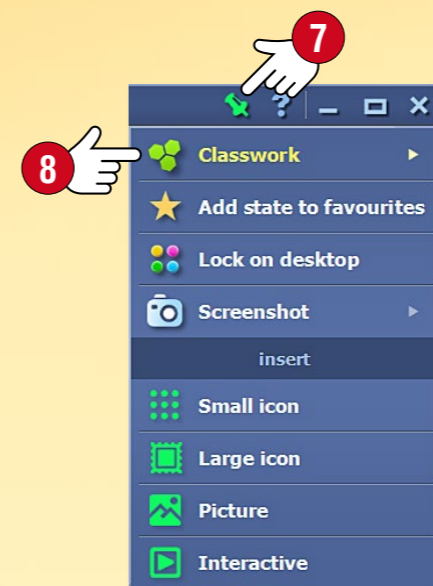 7
?
8
Classwork
Add state to favourites
Lock on desktop
Screenshot
insert
Small icon
Large icon
Picture
Interactive